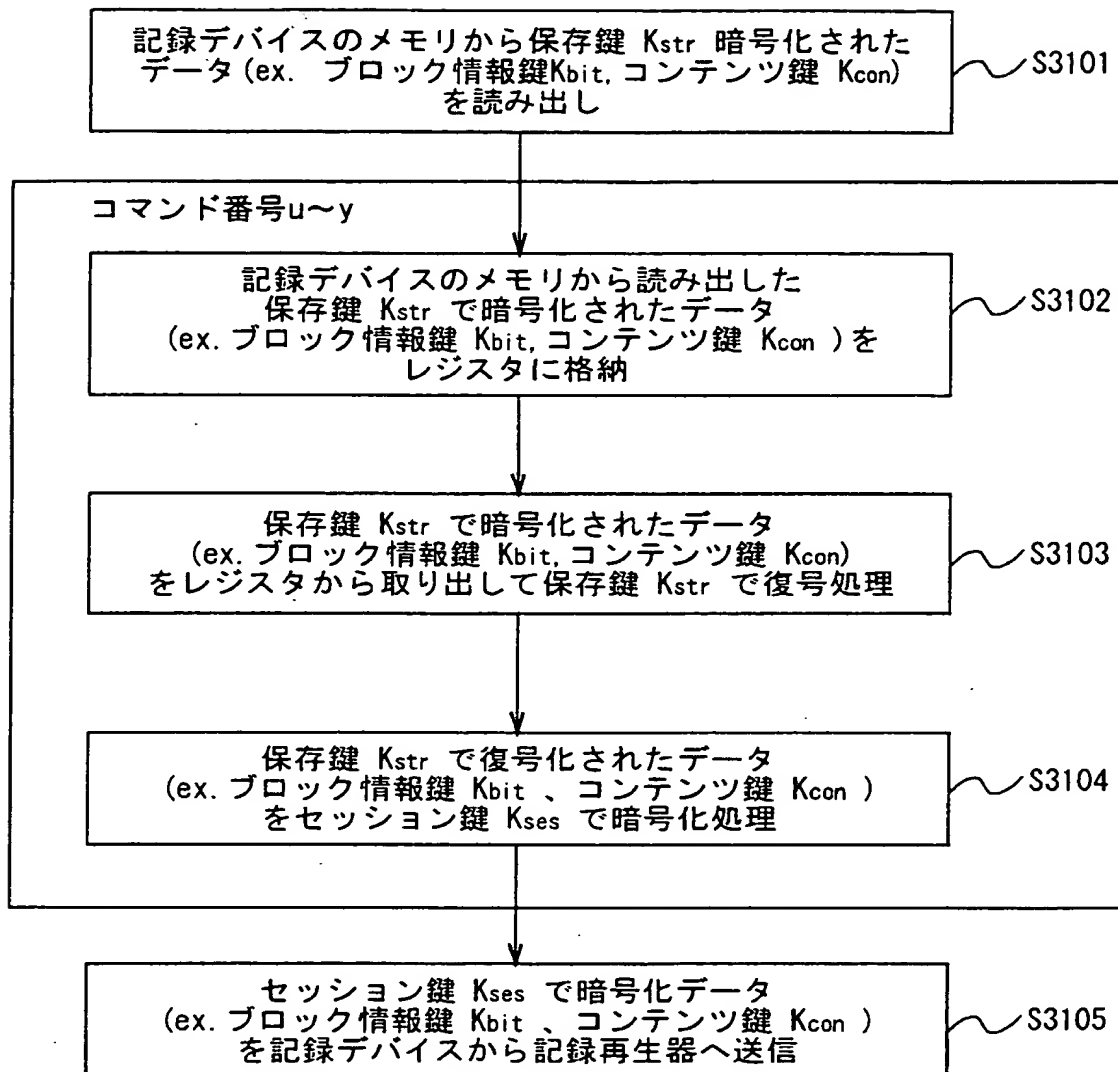 記録デバイスのメモリから保存鍵 Kstr 暗号化された
データ(ex. ブロック情報鍵Kbit,コンテンツ鍵 Kcon)
を読み出し
S3101
コマンド番号u～y
記録デバイスのメモリから読み出した
保存鍵 Kstr で暗号化されたデータ
(ex.ブロック情報鍵 Kbit,コンテンツ鍵 Kcon )を
レジスタに格納
S3102
保存鍵 Kstr で暗号化されたデータ
(ex.ブロック情報鍵 Kbit,コンテンツ鍵 Kcon)
をレジスタから取り出して保存鍵 Kstr で復号処理
S3103
保存鍵 Kstr で復号化されたデータ
(ex.ブロック情報鍵 Kbit 、コンテンツ鍵 Kcon )
をセッション鍵 Kses で暗号化処理
S3104
セッション鍵 Kses で暗号化データ
(ex.ブロック情報鍵 Kbit 、コンテンツ鍵 Kcon )
を記録デバイスから記録再生器へ送信
S3105